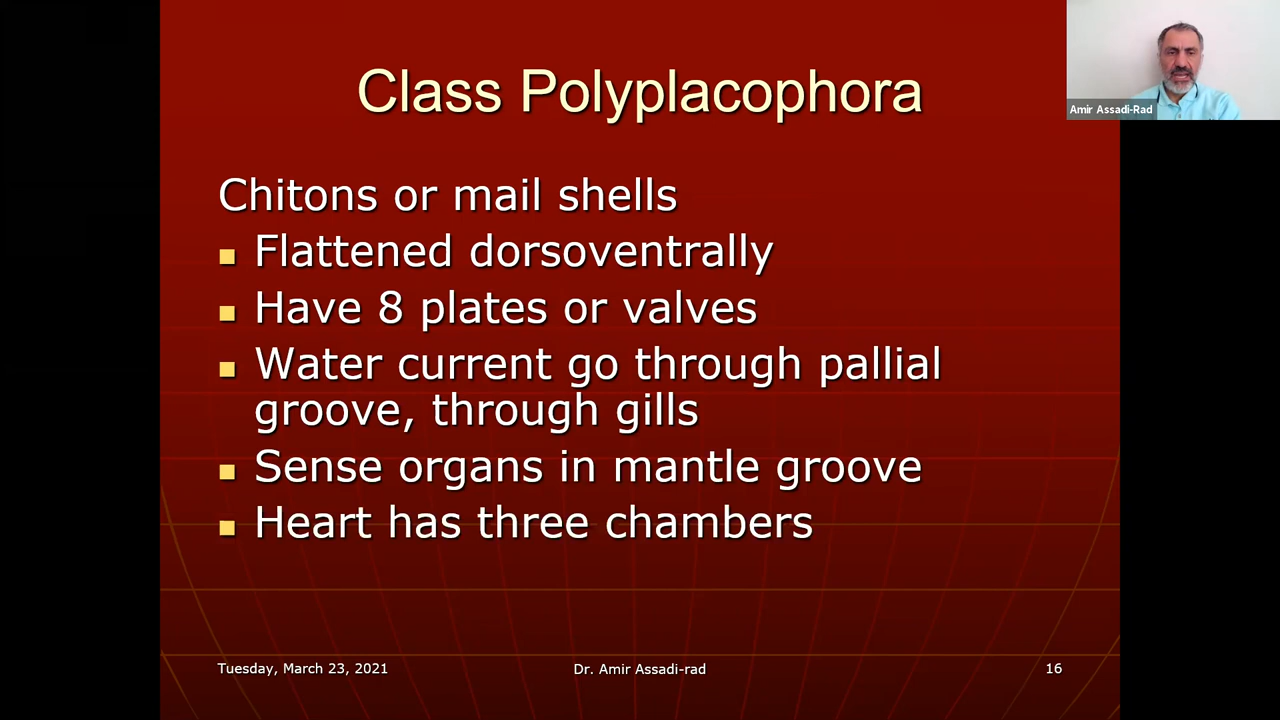 Class Polyplacophora
Amir Assadi-Rad
Chitons or mail shells
Flattened dorsoventrally
Have 8 plates or valves
Water current go through pallial
groove, through gills
Sense organs in mantle groove
Heart has three chambers
Tuesday, March 23, 2021
Dr. Amir Assadi-rad
16